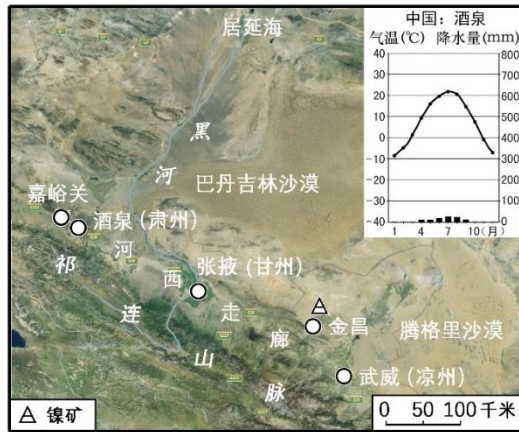 居延海
黑
河
巴丹吉林沙漠
嘉峪关
酒泉(肃州)
河
祁
西
张掖(甘州)
连
走
山
廊
金昌
腾格里沙漠
脉
武威(凉州)
镍矿
0 50 100千米
中国:酒泉
气温(℃) 降水量(mm)
40 800
30 700
20 600
10 500
0 400
-10 300
-20 200
-30 100
-40 0
1 4 7 10(月)